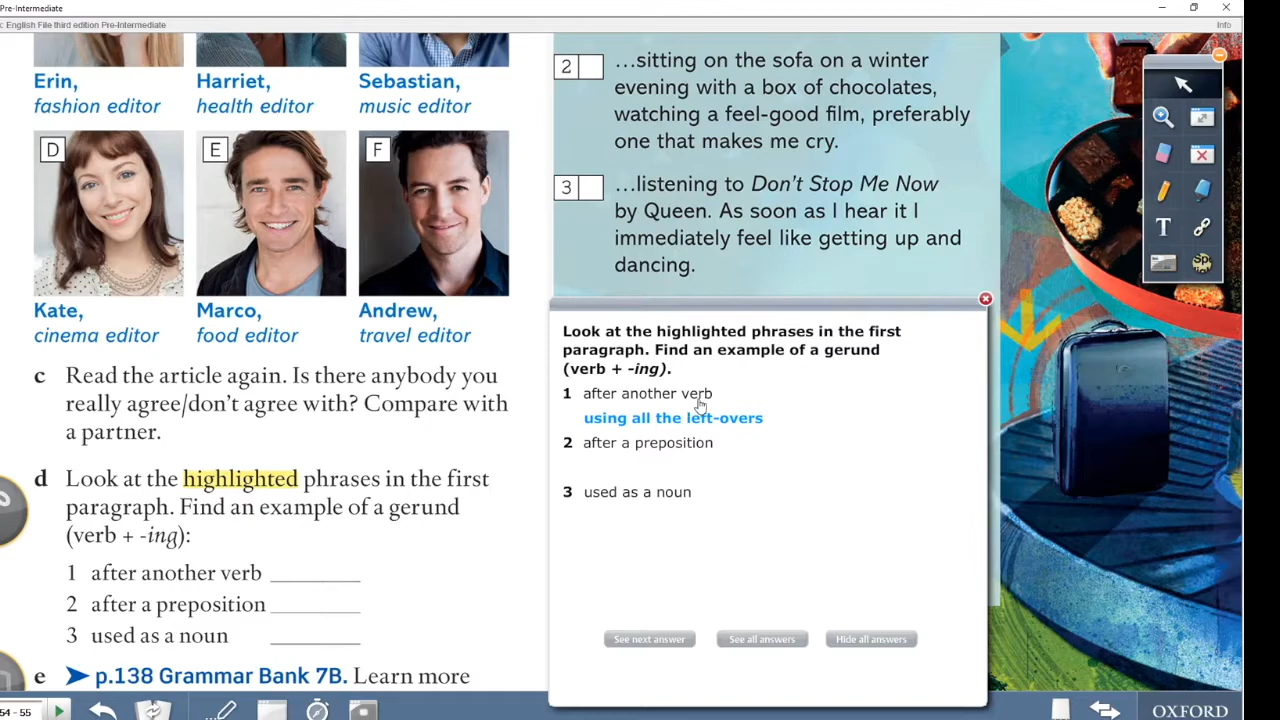 Pre-Intermediate
: English File third edition Pre-Intermediate
Info
Erin,
fashion editor
Harriet,
health editor
Sebastian,
music editor
D
E
F
Kate,
cinema editor
Marco,
food editor
Andrew,
travel editor
c Read the article again. Is there anybody you
really agree/don't agree with? Compare with
a partner.
d Look at the highlighted phrases in the first
paragraph. Find an example of a gerund
(verb + -ing):
1 after another verb ________
2 after a preposition ________
3 used as a noun ________
e p.138 Grammar Bank 7B. Learn more
2 …sitting on the sofa on a winter
evening with a box of chocolates,
watching a feel-good film, preferably
one that makes me cry.
3 …listening to Don't Stop Me Now
by Queen. As soon as I hear it I
immediately feel like getting up and
dancing.
Look at the highlighted phrases in the first
paragraph. Find an example of a gerund
(verb + -ing).
1 after another verb
using all the left-overs
2 after a preposition
3 used as a noun
See next answer
See all answers
Hide all answers
T
54 - 55
OXFORD